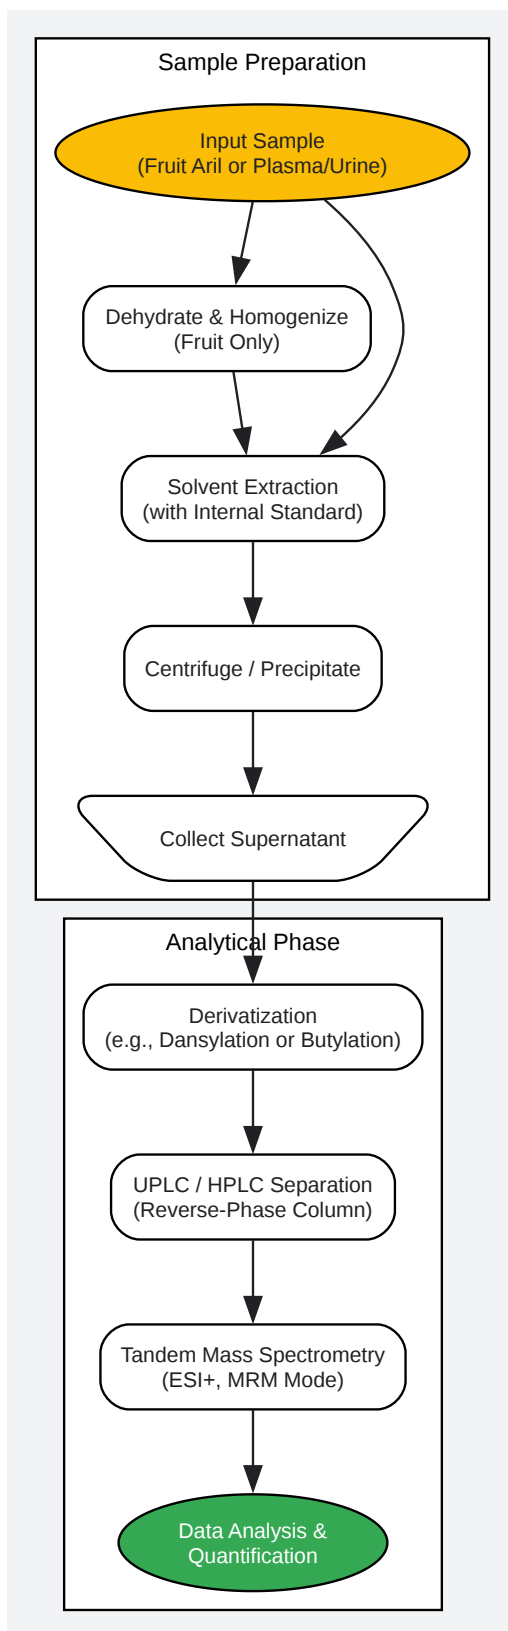 Sample Preparation
Input Sample
(Fruit Aril or Plasma/Urine)
Dehydrate & Homogenize
(Fruit Only)
Solvent Extraction
(with Internal Standard)
Centrifuge / Precipitate
Collect Supernatant
Analytical Phase
Derivatization
(e.g., Dansylation or Butylation)
UPLC / HPLC Separation
(Reverse-Phase Column)
Tandem Mass Spectrometry
(ESI+, MRM Mode)
Data Analysis &
Quantification